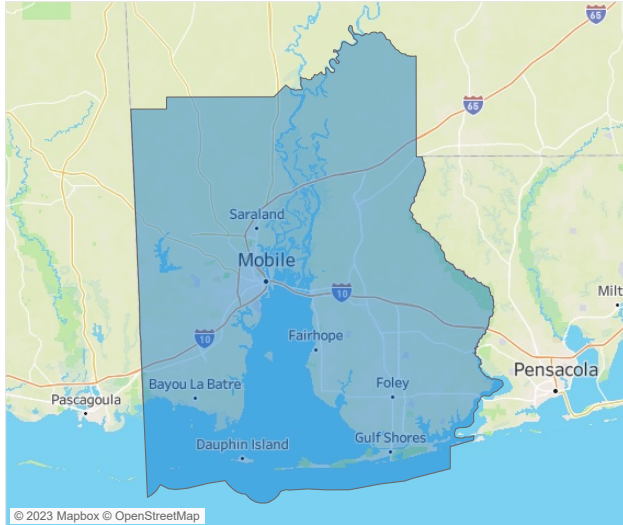 65
65
Saraland
Mobile
10
Milt
Fairhope
10
Pensacola
Bayou La Batre
Foley
Pascagoula
Gulf Shores
Dauphin Island
© 2023 Mapbox © OpenStreetMap